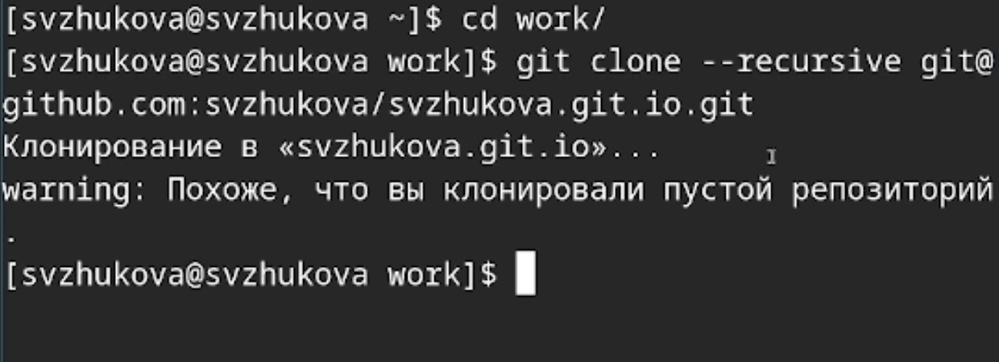 [svzhukova@svzhukova ~]$ cd work/
[svzhukova@svzhukova work]$ git clone --recursive git@
github.com:svzhukova/svzhukova.git.io.git
Клонирование в «svzhukova.git.io»...
warning: Похоже, что вы клонировали пустой репозиторий
.
[svzhukova@svzhukova work]$